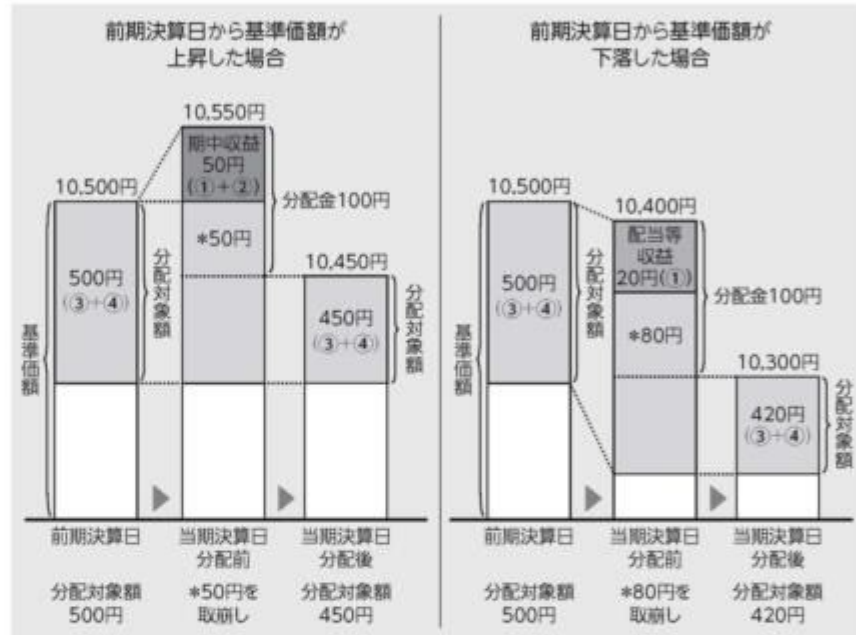 前期決算日から基準価額が
上昇した場合
10,550円
期中収益
50円
(①+②)
10,500円
分配金100円
*50円
10,450円
500円
(③+④)
分配対象額
450円
(③+④)
分配対象額
基準価額
前期決算日
当期決算日
分配前
当期決算日
分配後
分配対象額
500円
*50円を
取崩し
分配対象額
450円
前期決算日から基準価額が
下落した場合
10,500円
10,400円
配当等
収益
20円(①)
分配金100円
500円
(③+④)
分配対象額
*80円
10,300円
420円
(③+④)
分配対象額
基準価額
前期決算日
当期決算日
分配前
当期決算日
分配後
分配対象額
500円
*80円を
取崩し
分配対象額
420円